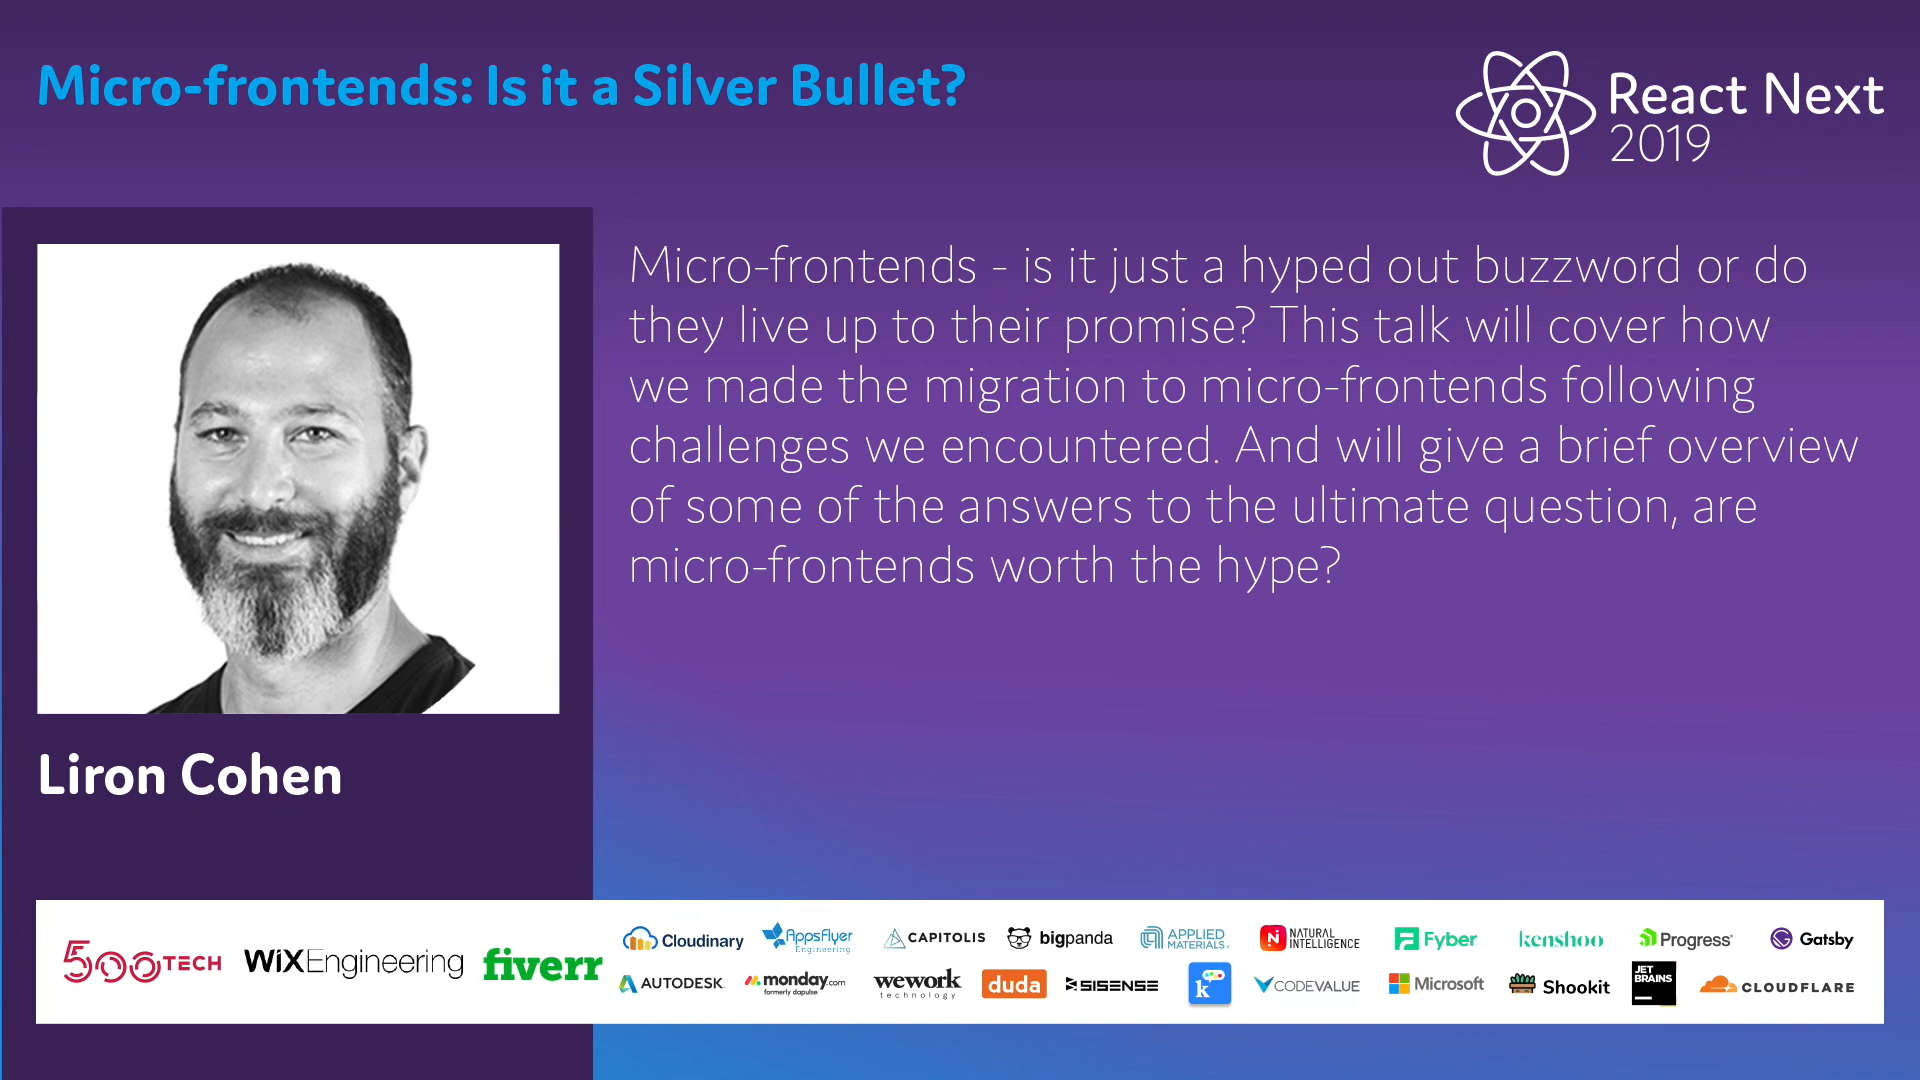 Micro-frontends: Is it a Silver Bullet?
React Next
2019
Micro-frontends - is it just a hyped out buzzword or do
they live up to their promise? This talk will cover how
we made the migration to micro-frontends following
challenges we encountered. And will give a brief overview
of some of the answers to the ultimate question, are
micro-frontends worth the hype?
Liron Cohen
500TECH
WiXEngineering
fiverr
Cloudinary
AppsFlyer
Engineering
CAPITOLIS
bigpanda
APPLIED
MATERIALS
N
NATURAL
INTELLIGENCE
Fyber
kenshoo
Progress
Gatsby
AUTODESK
monday.com
formerly dapulse
wework
technology
duda
SISENSE
k
CODEVALUE
Microsoft
Shookit
JET
BRAINS
CLOUDFLARE